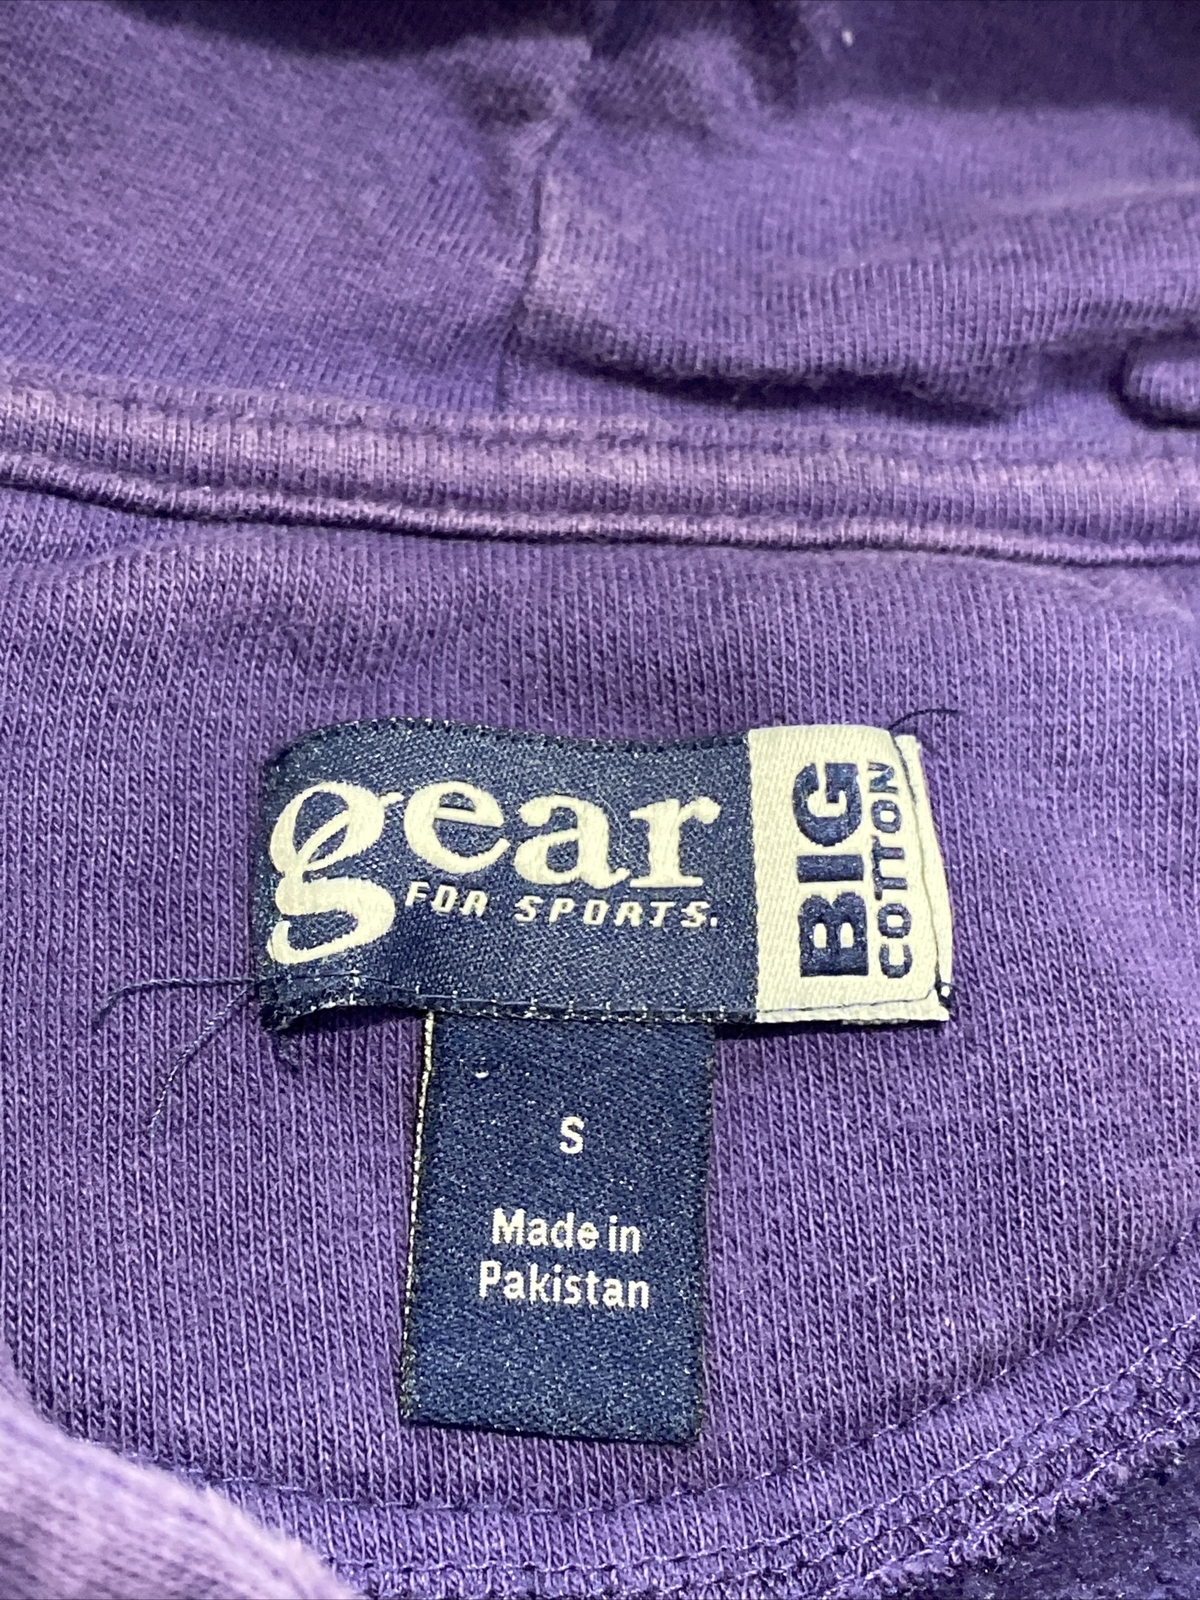 gear
FOR SPORTS.
BIG
COTTON
S
Made in
Pakistan